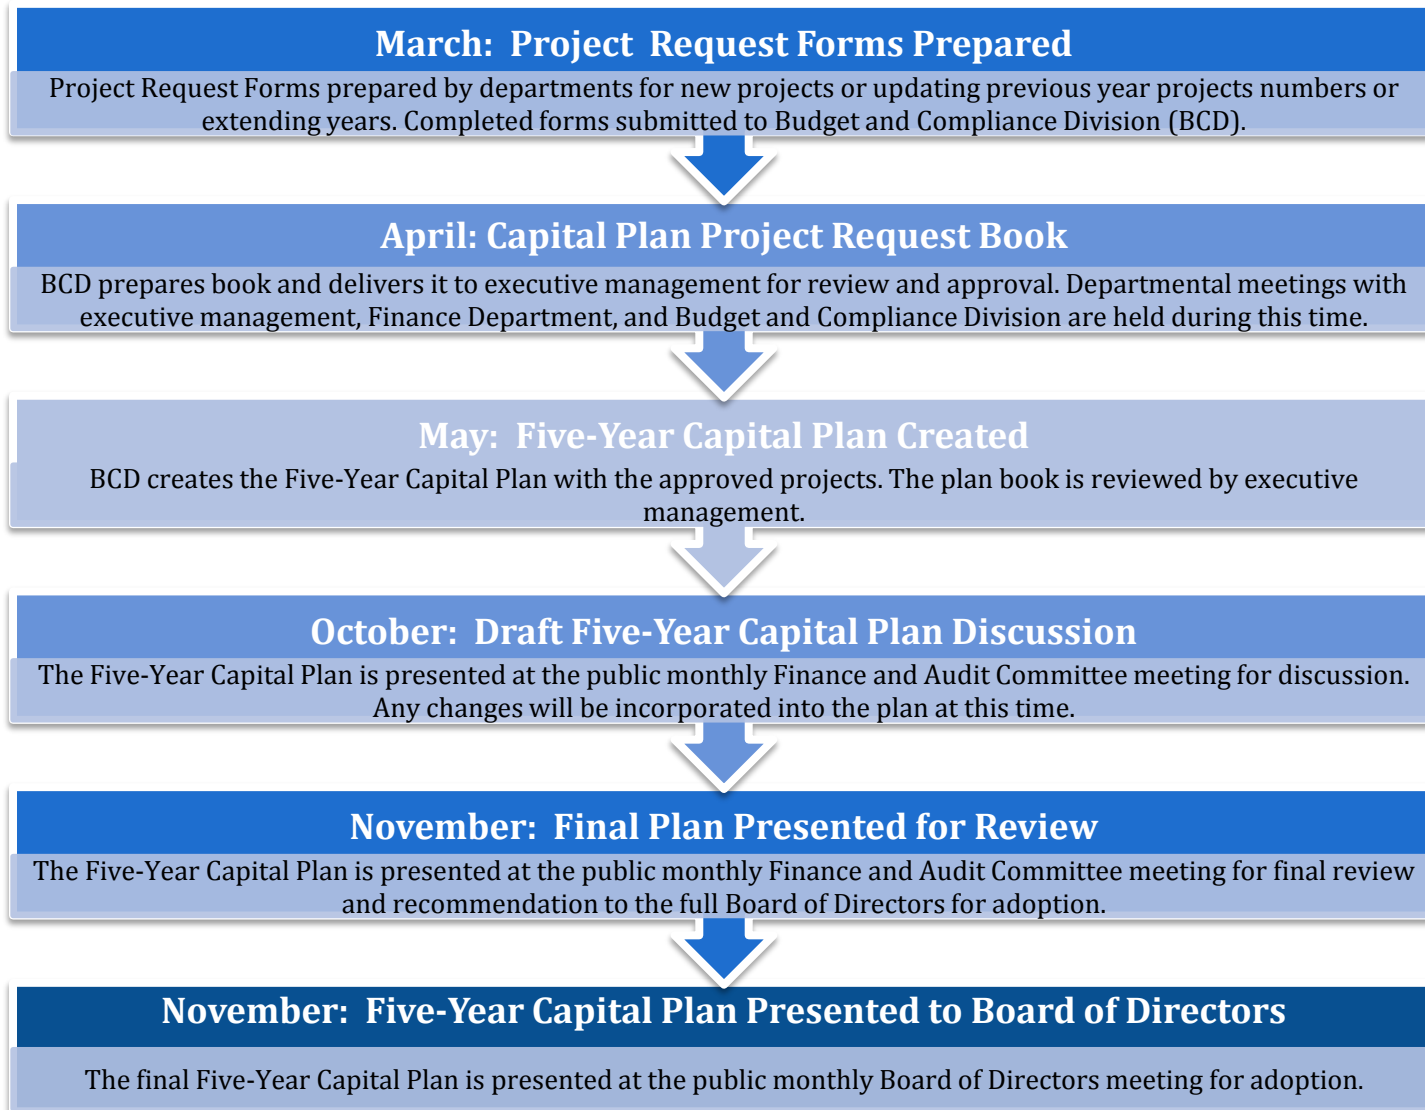 March:  Project  Request Forms Prepared
Project Request Forms prepared by departments for new projects or updating previous year projects numbers or
extending years. Completed forms submitted to Budget and Compliance Division (BCD).
April: Capital Plan Project Request Book
BCD prepares book and delivers it to executive management for review and approval. Departmental meetings with
executive management, Finance Department, and Budget and Compliance Division are held during this time.
May:  Five-Year Capital Plan Created
BCD creates the Five-Year Capital Plan with the approved projects. The plan book is reviewed by executive
management.
October:  Draft Five-Year Capital Plan Discussion
The Five-Year Capital Plan is presented at the public monthly Finance and Audit Committee meeting for discussion.
Any changes will be incorporated into the plan at this time.
November:  Final Plan Presented for Review
The Five-Year Capital Plan is presented at the public monthly Finance and Audit Committee meeting for final review
and recommendation to the full Board of Directors for adoption.
November:  Five-Year Capital Plan Presented to Board of Directors
The final Five-Year Capital Plan is presented at the public monthly Board of Directors meeting for adoption.